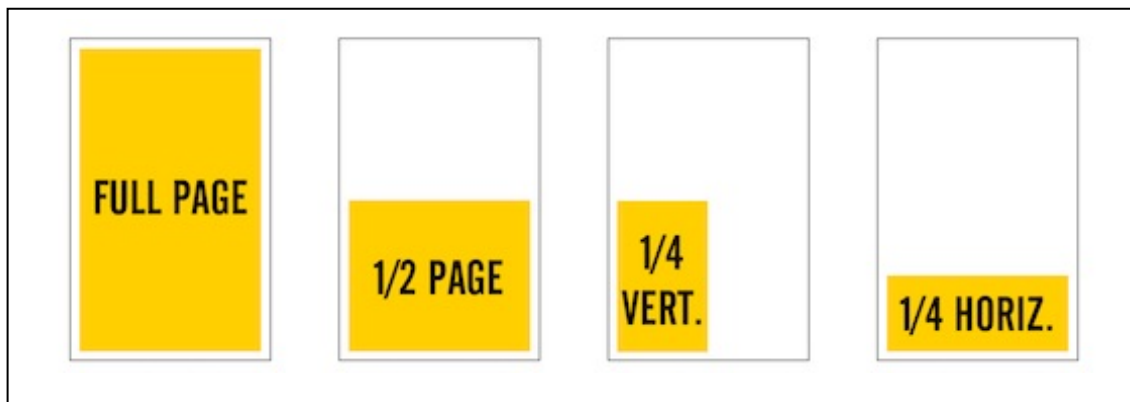 FULL PAGE
1/2 PAGE
1/4
VERT.
1/4 HORIZ.